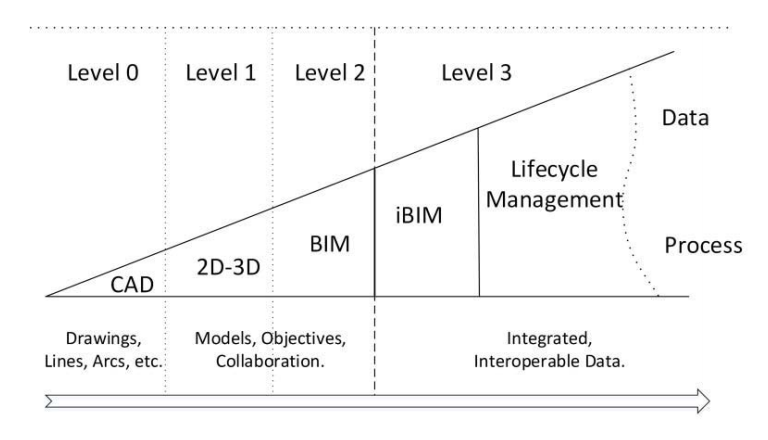 Level 0
Level 1
Level 2
Level 3
Data
Lifecycle
Management
iBIM
BIM
Process
2D-3D
CAD
Drawings,
Lines, Arcs, etc.
Models, Objectives,
Collaboration.
Integrated,
Interoperable Data.